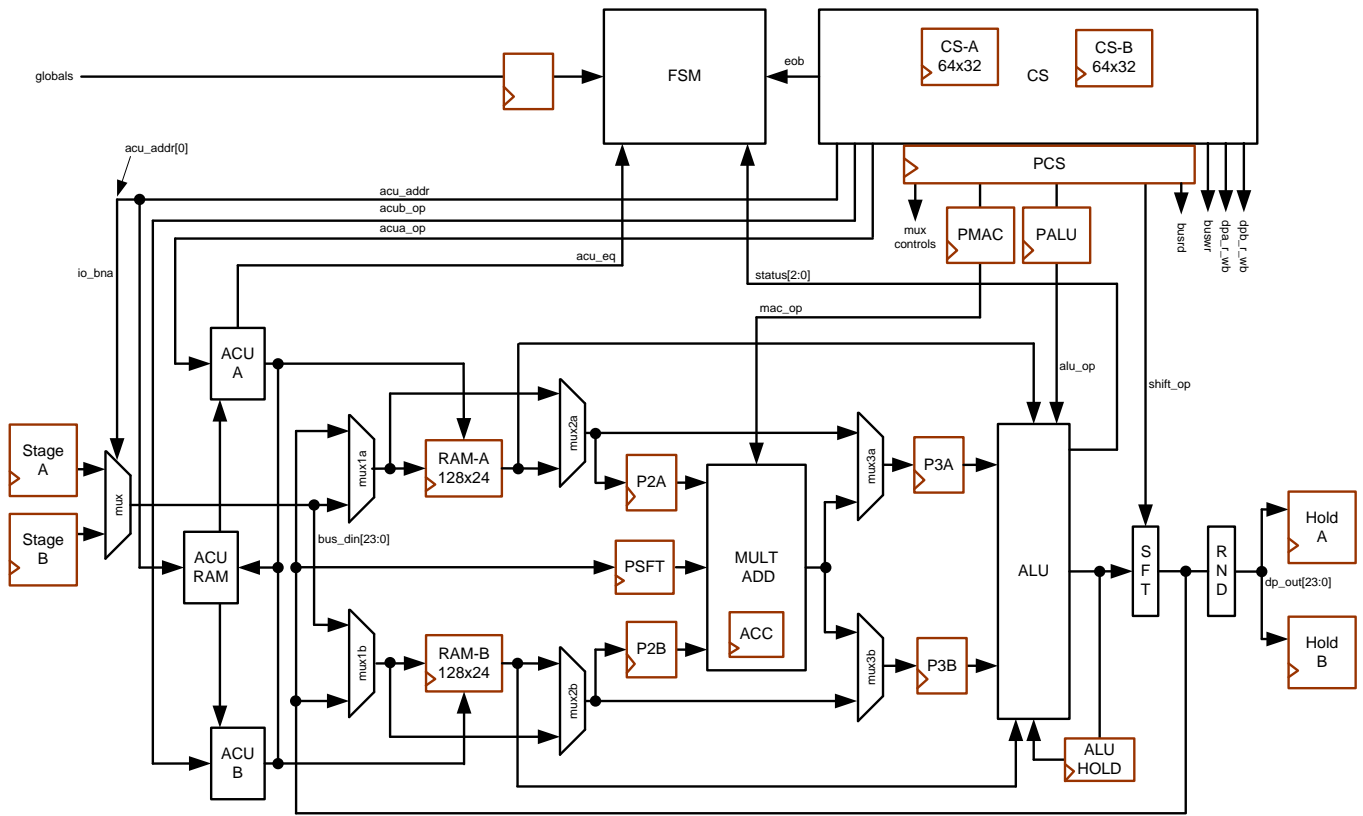 globals
FSM
eob
CS-A
64x32
CS-B
64x32
CS
acu_addr[0]
PCS
acu_addr
acub_op
acua_op
mux
controls
PMAC
PALU
busrd
buswr
dpa_r_wb
dpb_r_wb
io_bna
acu_eq
status[2:0]
mac_op
alu_op
shift_op
ACU
A
Stage
A
mux
Stage
B
bus_din[23:0]
ACU
RAM
ACU
B
mux1a
RAM-A
128x24
mux2a
P2A
mux3a
P3A
PSFT
MULT
ADD
ACC
mux1b
RAM-B
128x24
mux2b
P2B
mux3b
P3B
ALU
ALU
HOLD
S
F
T
R
N
D
dp_out[23:0]
Hold
A
Hold
B